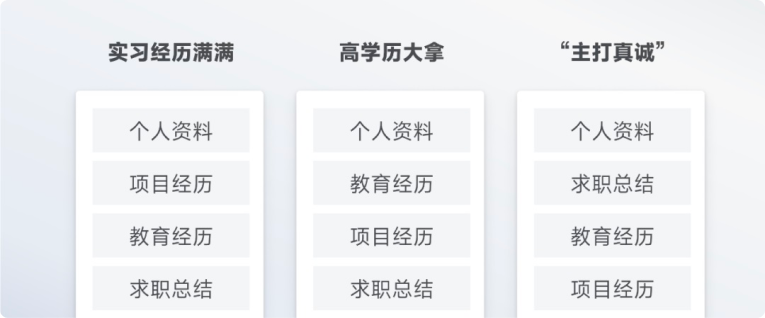 实习经历满满
高学历大拿
“主打真诚”
个人资料
项目经历
教育经历
求职总结
个人资料
教育经历
项目经历
求职总结
个人资料
求职总结
教育经历
项目经历